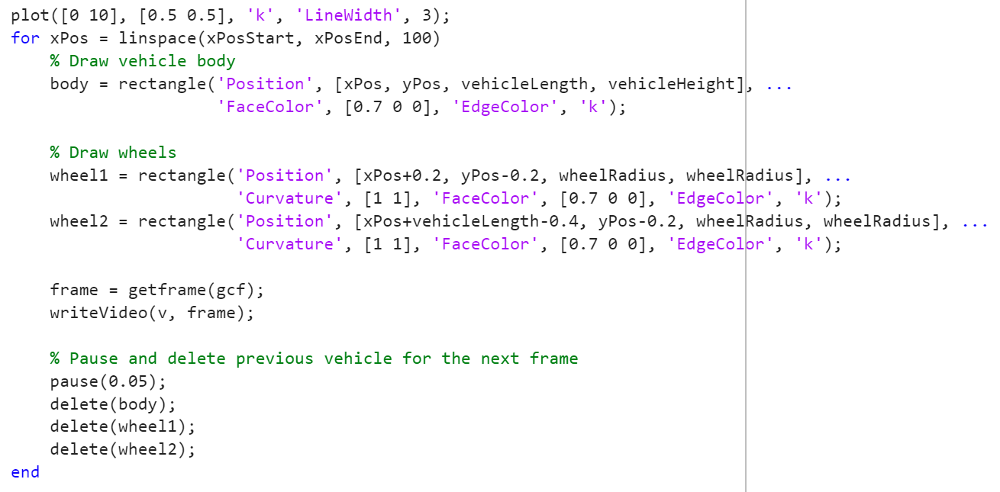 plot([0 10], [0.5 0.5], 'k', 'LineWidth', 3);
for xPos = linspace(xPosStart, xPosEnd, 100)
    % Draw vehicle body
    body = rectangle('Position', [xPos, yPos, vehicleLength, vehicleHeight], ...
                     'FaceColor', [0.7 0 0], 'EdgeColor', 'k');

    % Draw wheels
    wheel1 = rectangle('Position', [xPos+0.2, yPos-0.2, wheelRadius, wheelRadius], ...
                       'Curvature', [1 1], 'FaceColor', [0.7 0 0], 'EdgeColor', 'k');
    wheel2 = rectangle('Position', [xPos+vehicleLength-0.4, yPos-0.2, wheelRadius, wheelRadius], ...
                       'Curvature', [1 1], 'FaceColor', [0.7 0 0], 'EdgeColor', 'k');

    frame = getframe(gcf);
    writeVideo(v, frame);

    % Pause and delete previous vehicle for the next frame
    pause(0.05);
    delete(body);
    delete(wheel1);
    delete(wheel2);
end